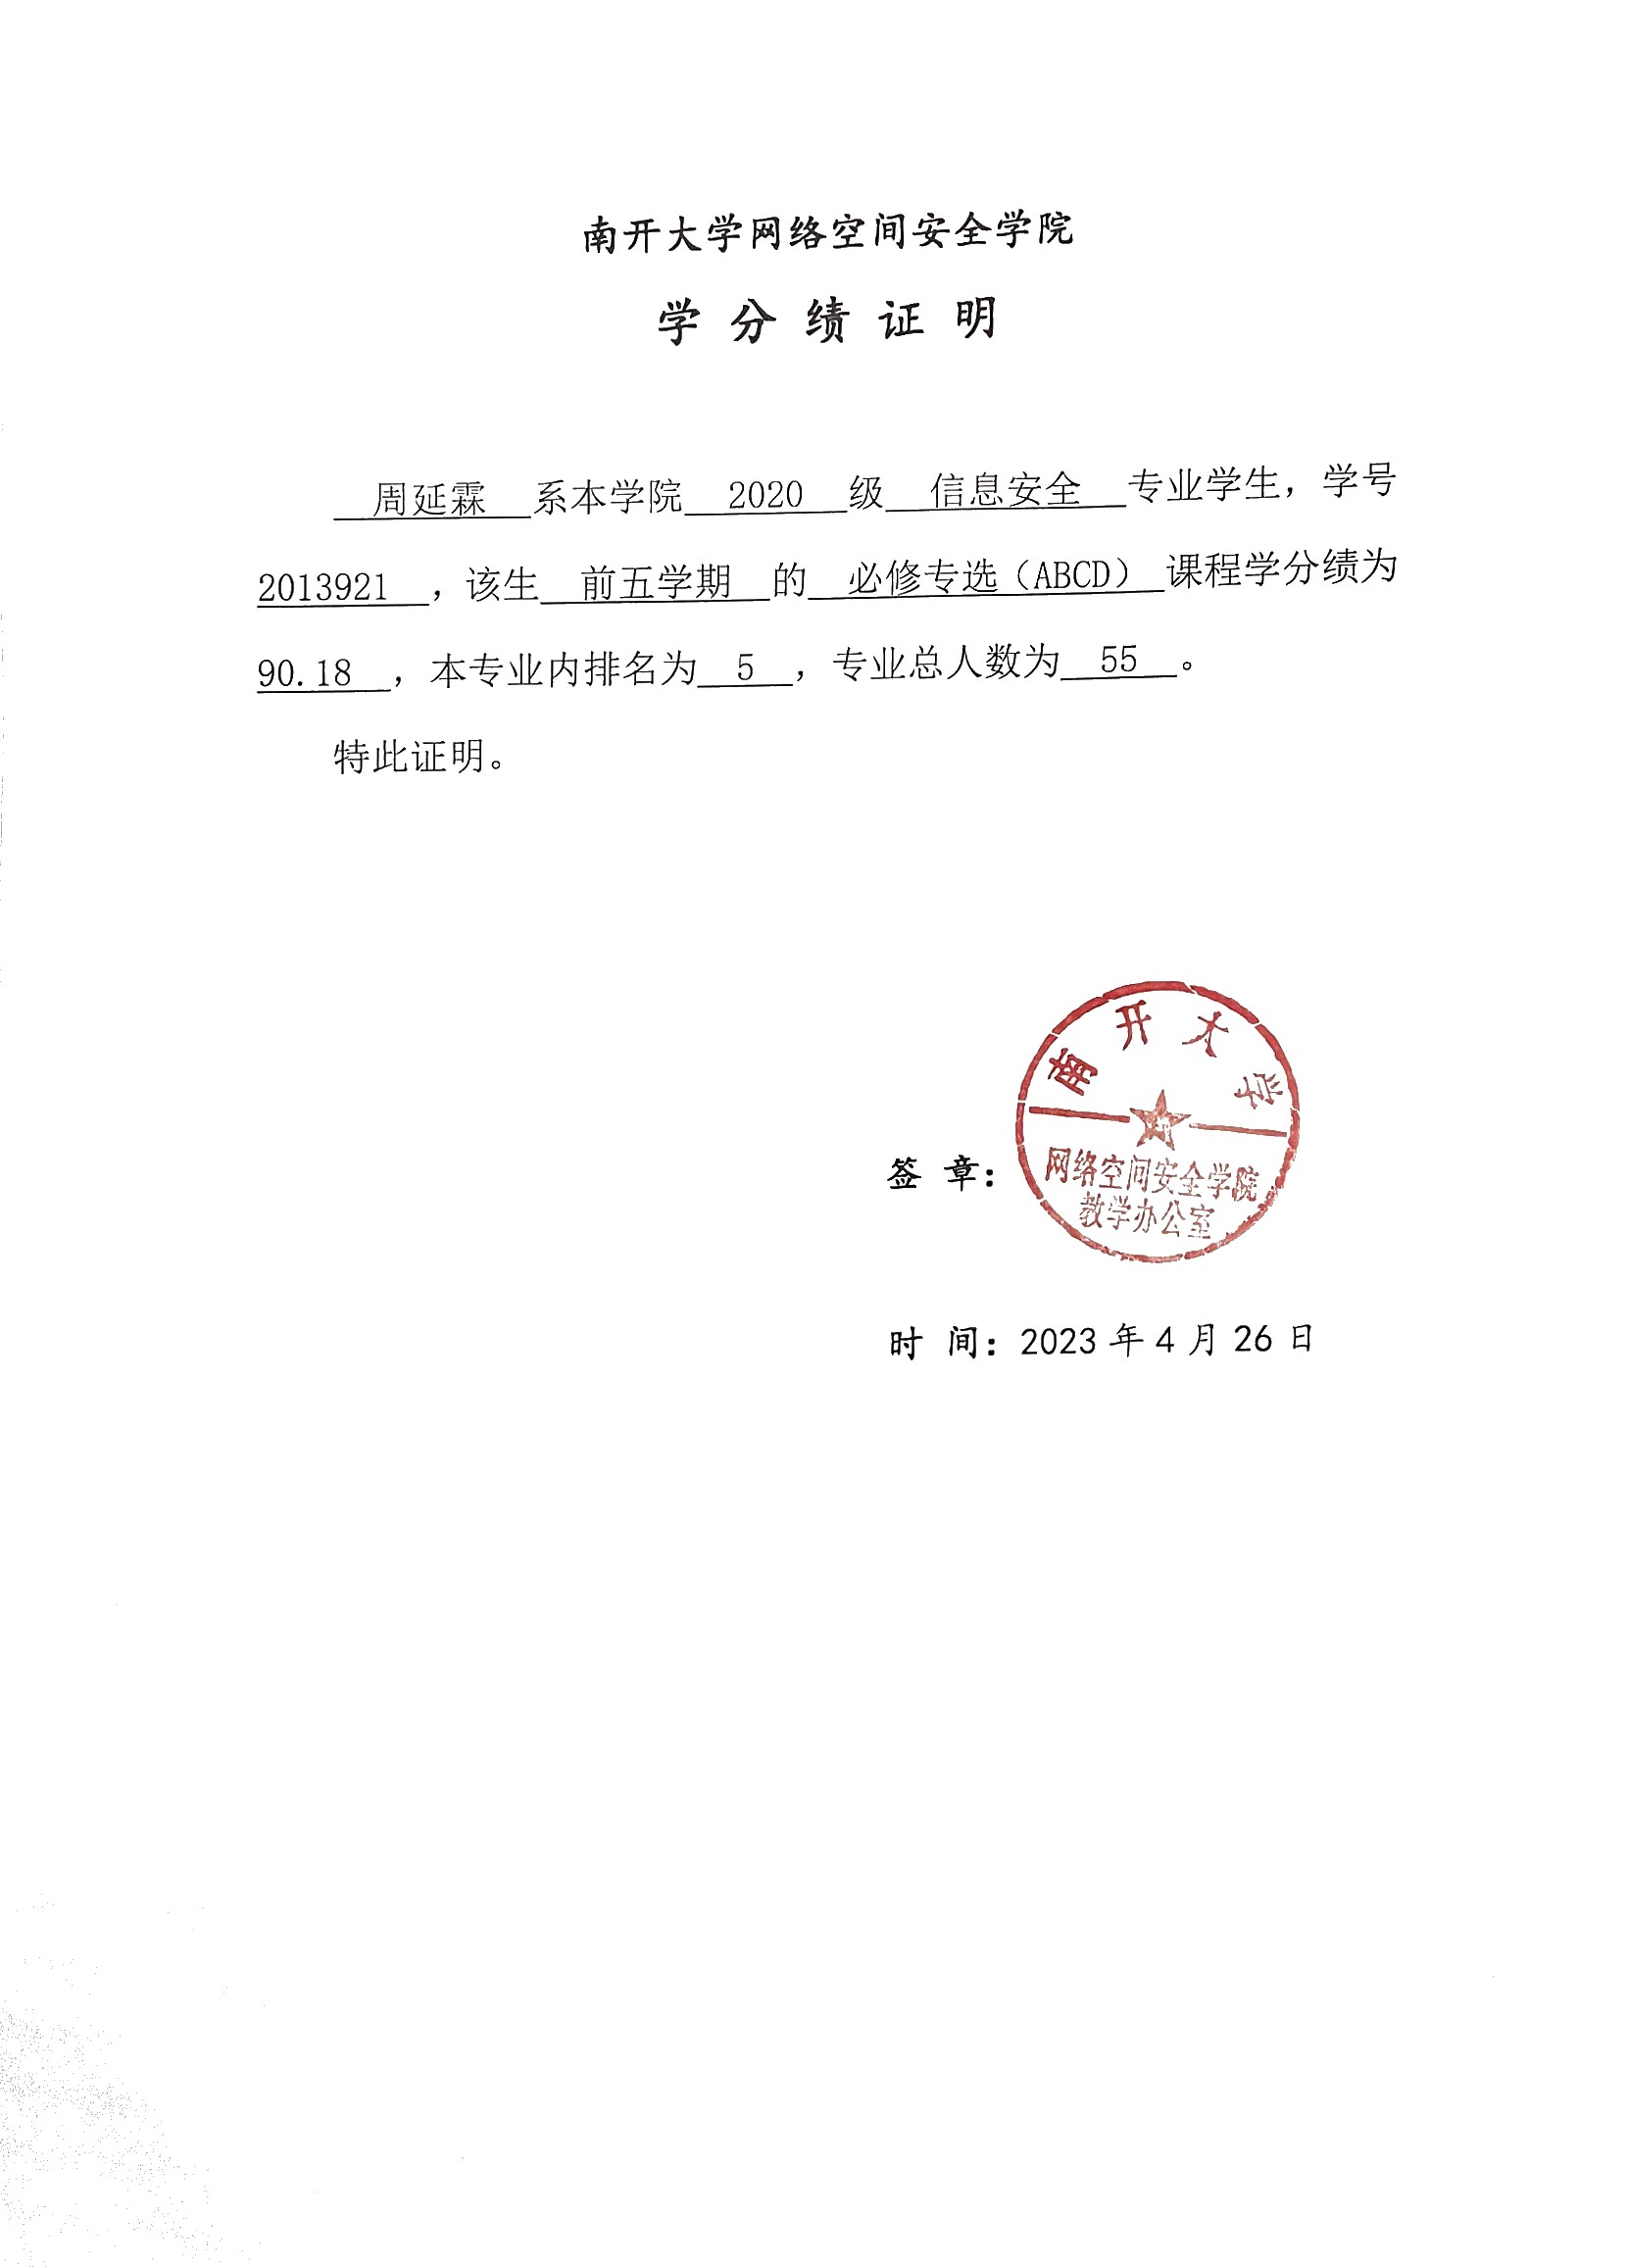 南开大学网络空间安全学院
学分绩证明
周延霖 系本学院 2020 级 信息安全 专业学生，学号
2013921 ，该生 前五学期 的 必修专选（ABCD） 课程学分绩为
90.18 ，本专业内排名为 5 ，专业总人数为 55 。
特此证明。
南开大学
签 章：
网络空间安全学院
教学办公室
时 间：2023 年 4 月 26 日